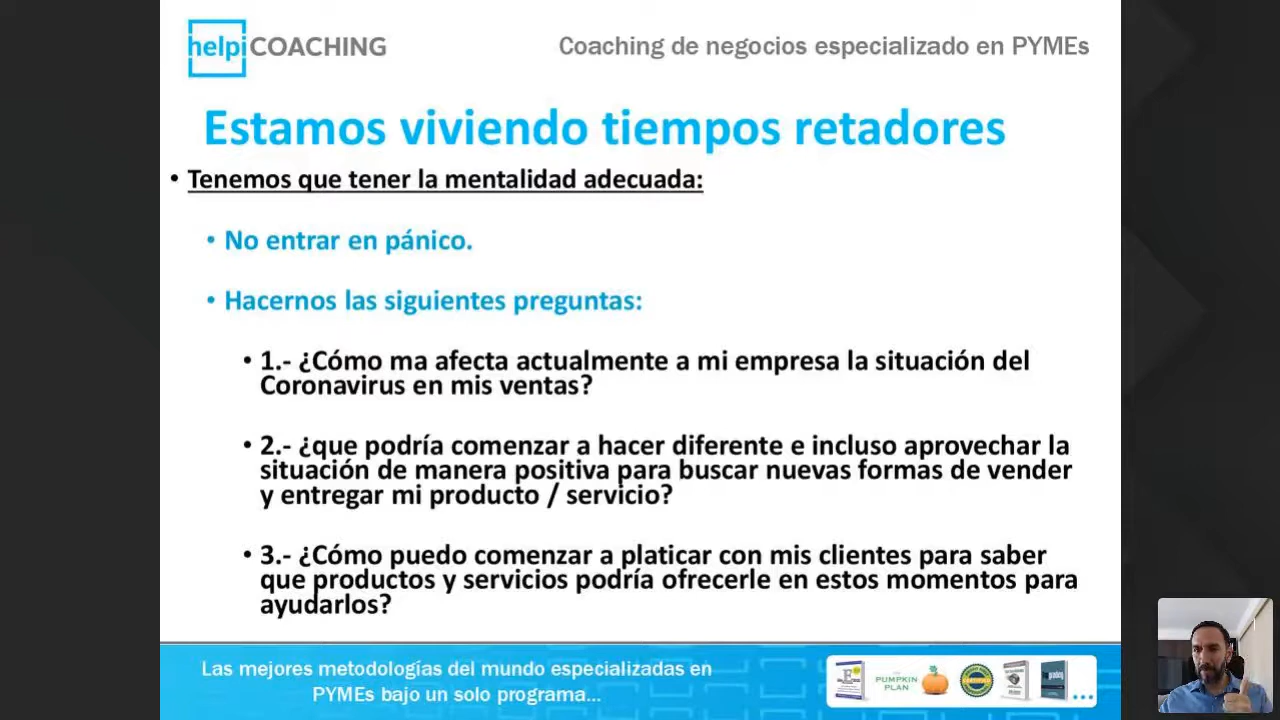 helpi COACHING
Coaching de negocios especializado en PYMEs
Estamos viviendo tiempos retadores
• Tenemos que tener la mentalidad adecuada:
• No entrar en pánico.
• Hacernos las siguientes preguntas:
• 1.- ¿Cómo ma afecta actualmente a mi empresa la situación del
Coronavirus en mis ventas?
• 2.- ¿que podría comenzar a hacer diferente e incluso aprovechar la
situación de manera positiva para buscar nuevas formas de vender
y entregar mi producto / servicio?
• 3.- ¿Cómo puedo comenzar a platicar con mis clientes para saber
que productos y servicios podría ofrecerle en estos momentos para
ayudarlos?
Las mejores metodologías del mundo especializadas en
PYMEs bajo un solo programa...
PUMPKIN
PLAN
CERTIFIED
...